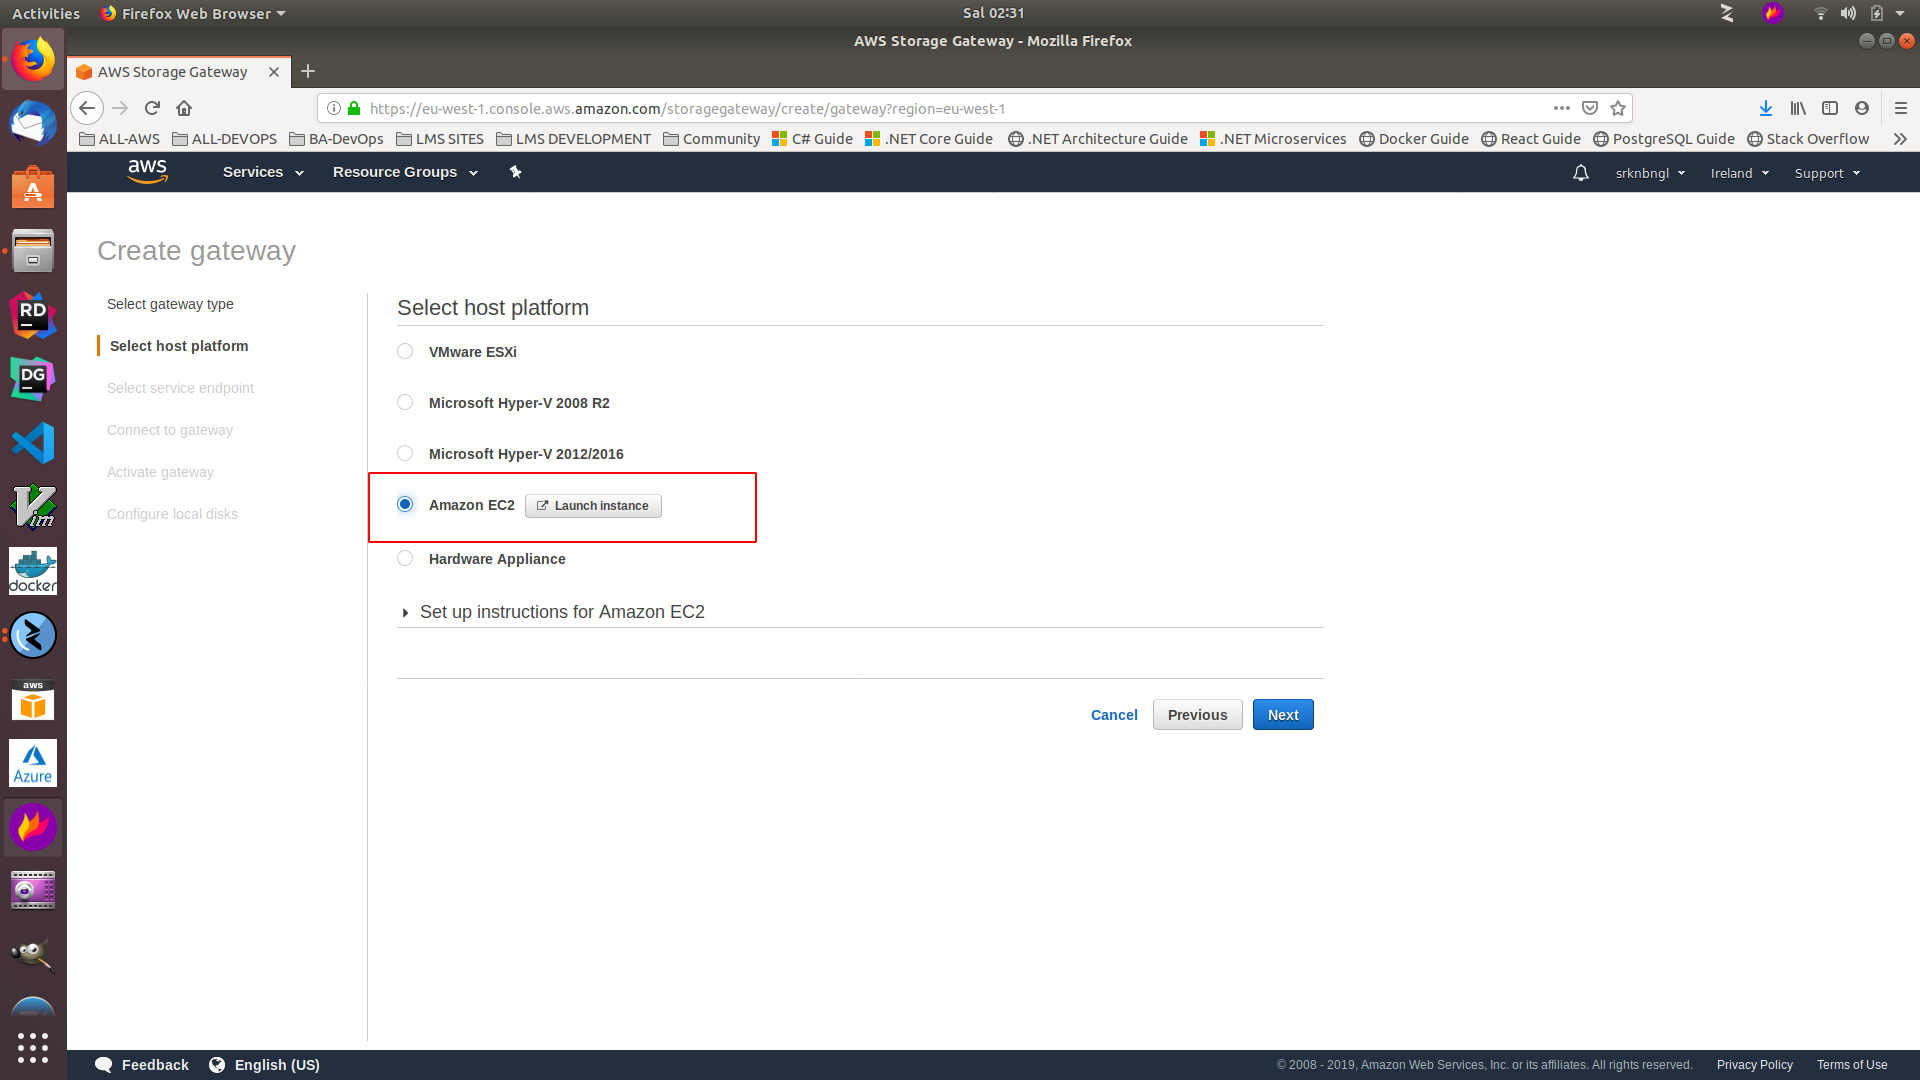 Activities Firefox Web Browser Sal 02:31
AWS Storage Gateway - Mozilla Firefox
AWS Storage Gateway
https://eu-west-1.console.aws.amazon.com/storagegateway/create/gateway?region=eu-west-1
ALL-AWS ALL-DEVOPS BA-DevOps LMS SITES LMS DEVELOPMENT Community C# Guide .NET Core Guide .NET Architecture Guide .NET Microservices Docker Guide React Guide PostgreSQL Guide Stack Overflow
aws Services Resource Groups srknbngl Ireland Support
Create gateway
Select gateway type
Select host platform
Select service endpoint
Connect to gateway
Activate gateway
Configure local disks
Select host platform
VMware ESXi
Microsoft Hyper-V 2008 R2
Microsoft Hyper-V 2012/2016
Amazon EC2 Launch instance
Hardware Appliance
Set up instructions for Amazon EC2
Cancel Previous Next
RD
DG
Vim
docker
aws
Azure
Feedback English (US) © 2008 - 2019, Amazon Web Services, Inc. or its affiliates. All rights reserved. Privacy Policy Terms of Use